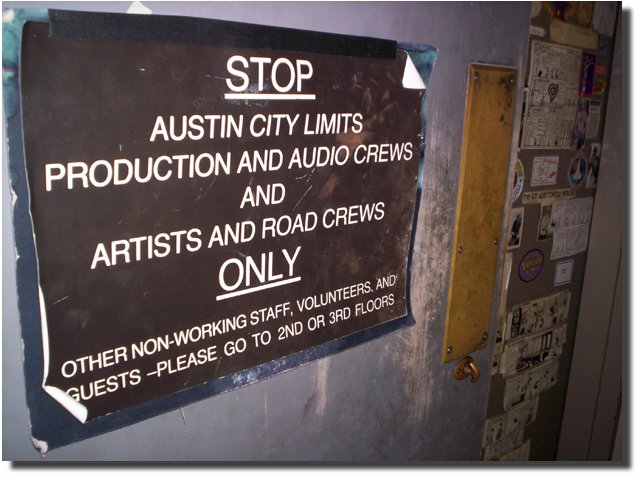 STOP
AUSTIN CITY LIMITS
PRODUCTION AND AUDIO CREWS
AND
ARTISTS AND ROAD CREWS
ONLY
OTHER NON-WORKING STAFF, VOLUNTEERS, AND
GUESTS –PLEASE GO TO 2ND OR 3RD FLOORS